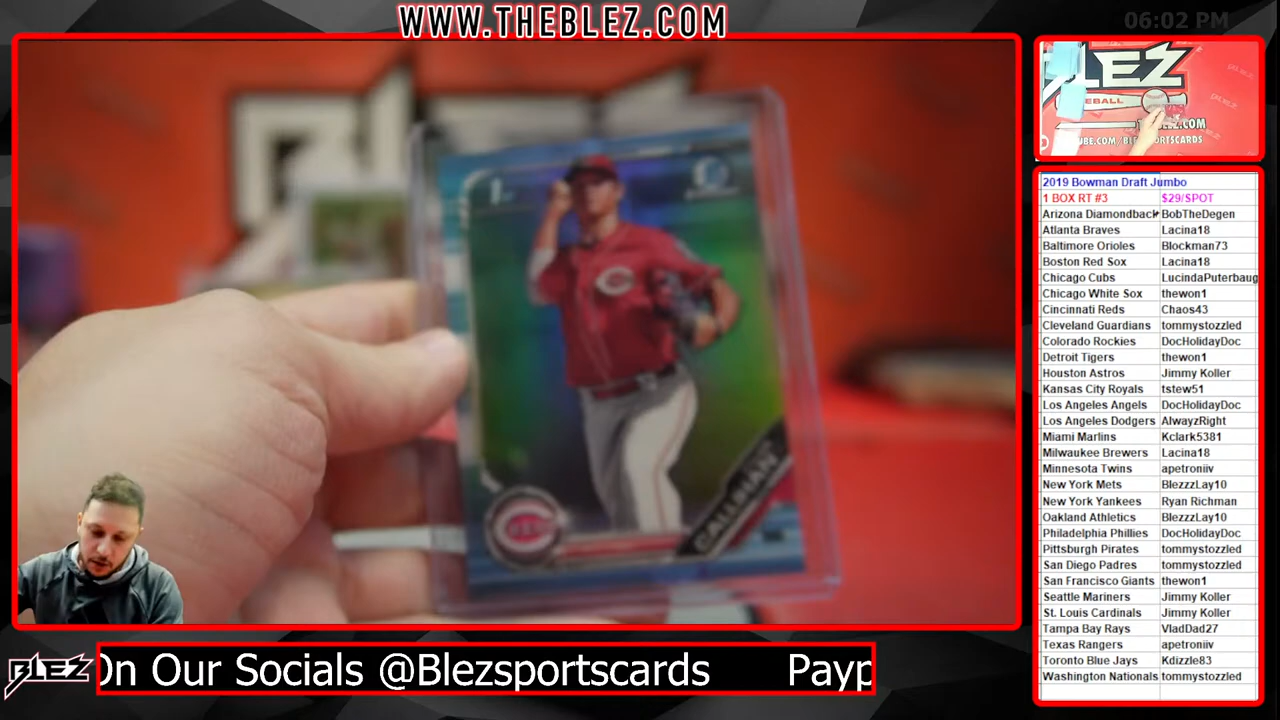 WWW.THEBLEZ.COM
06:02 PM
LEZ
BASEBALL
2019 Bowman Draft Jumbo
1 BOX RT #3 $29/SPOT
Arizona Diamondback BobTheDegen
Atlanta Braves Lacina18
Baltimore Orioles Blockman73
Boston Red Sox Lacina18
Chicago Cubs LucindaPuterbaug
Chicago White Sox thewon1
Cincinnati Reds Chaos43
Cleveland Guardians tommystozzled
Colorado Rockies DocHolidayDoc
Detroit Tigers thewon1
Houston Astros Jimmy Koller
Kansas City Royals tstew51
Los Angeles Angels DocHolidayDoc
Los Angeles Dodgers AlwayzRight
Miami Marlins Kclark5381
Milwaukee Brewers Lacina18
Minnesota Twins apetroniiv
New York Mets BlezzzLay10
New York Yankees Ryan Richman
Oakland Athletics BlezzzLay10
Philadelphia Phillies DocHolidayDoc
Pittsburgh Pirates tommystozzled
San Diego Padres tommystozzled
San Francisco Giants thewon1
Seattle Mariners Jimmy Koller
St. Louis Cardinals Jimmy Koller
Tampa Bay Rays VladDad27
Texas Rangers apetroniiv
Toronto Blue Jays Kdizzle83
Washington Nationals tommystozzled
CALLIHAN
REDS
BLEZ
On Our Socials @Blezsportscards Payp